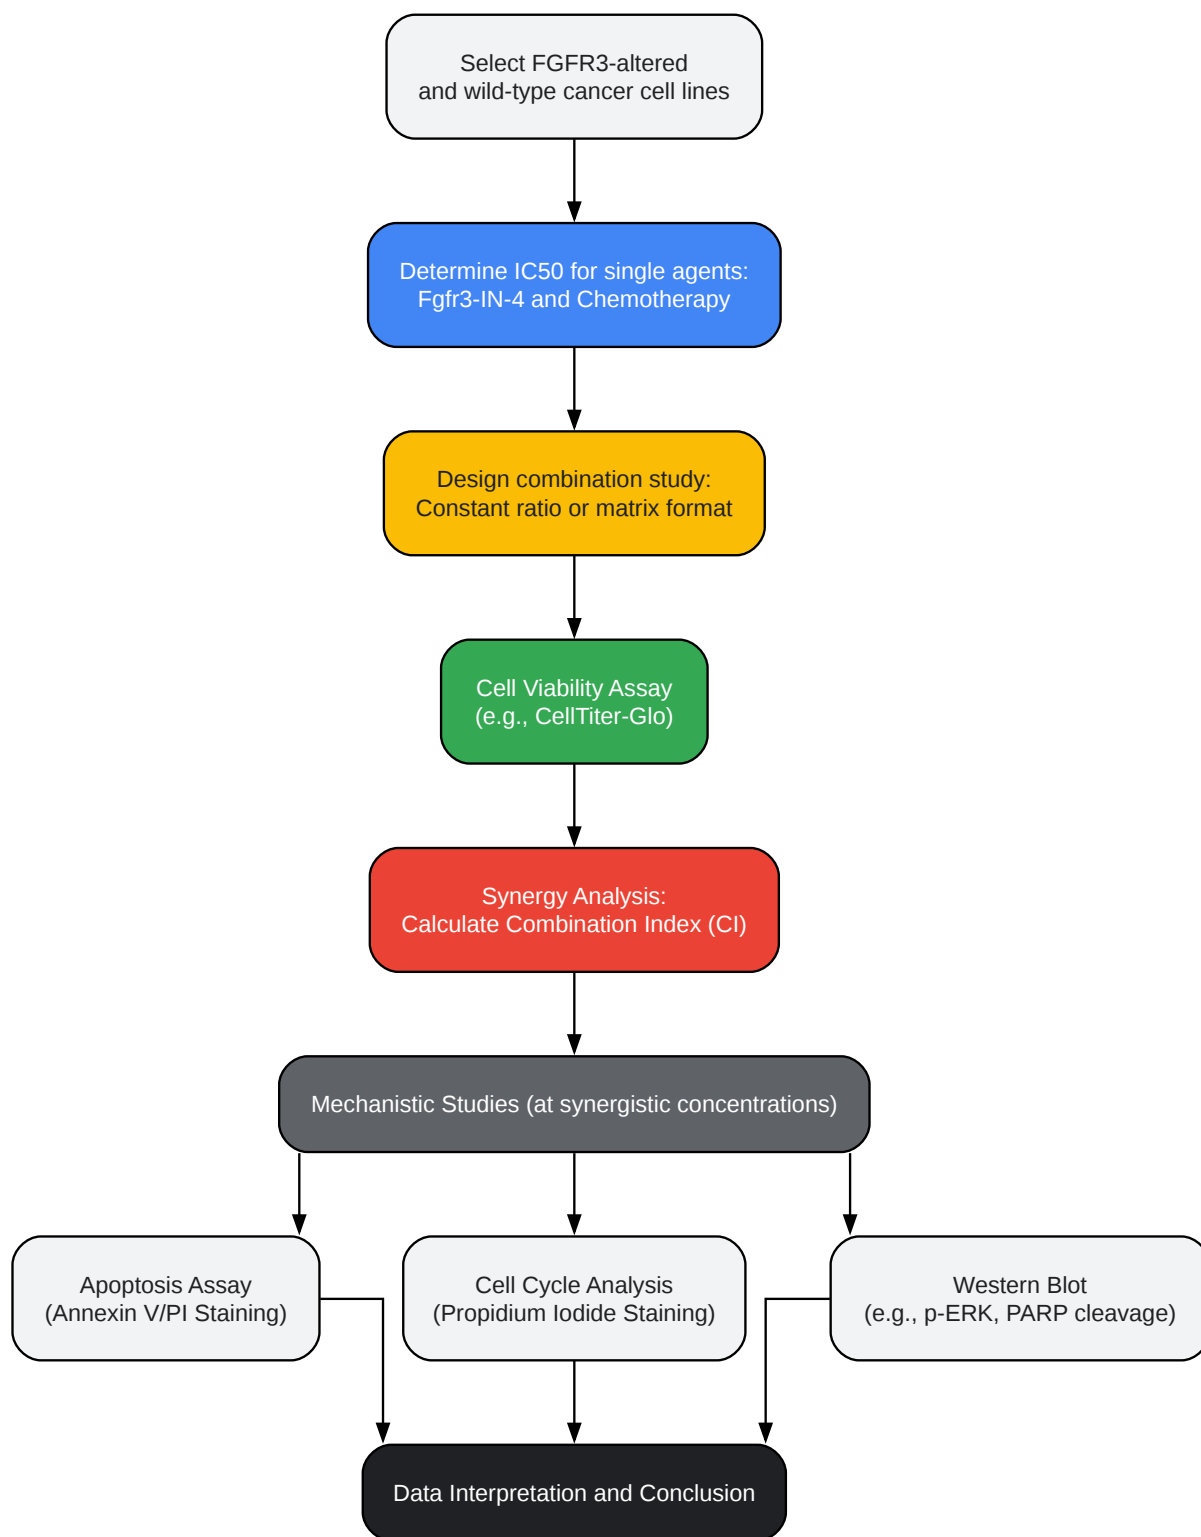 Select FGFR3-altered
and wild-type cancer cell lines
Determine IC50 for single agents:
Fgfr3-IN-4 and Chemotherapy
Design combination study:
Constant ratio or matrix format
Cell Viability Assay
(e.g., CellTiter-Glo)
Synergy Analysis:
Calculate Combination Index (CI)
Mechanistic Studies (at synergistic concentrations)
Apoptosis Assay
(Annexin V/PI Staining)
Cell Cycle Analysis
(Propidium Iodide Staining)
Western Blot
(e.g., p-ERK, PARP cleavage)
Data Interpretation and Conclusion